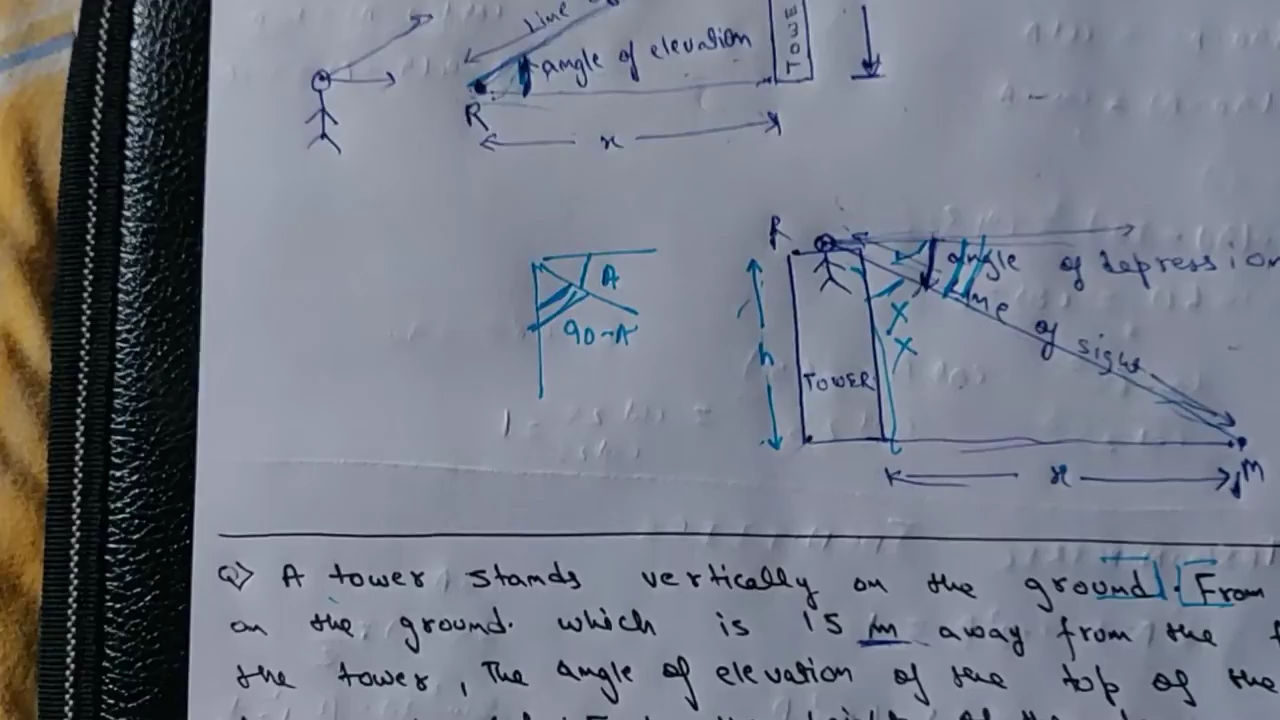 Line
angle of elevation
TOWE
R
x
R
angle of depression
A
90-A
X
of sight
X
h
TOWER
x
M
Q> A tower stands vertically on the ground. From
on the ground. which is 15 m away from the
the tower, The angle of elevation of the top of the